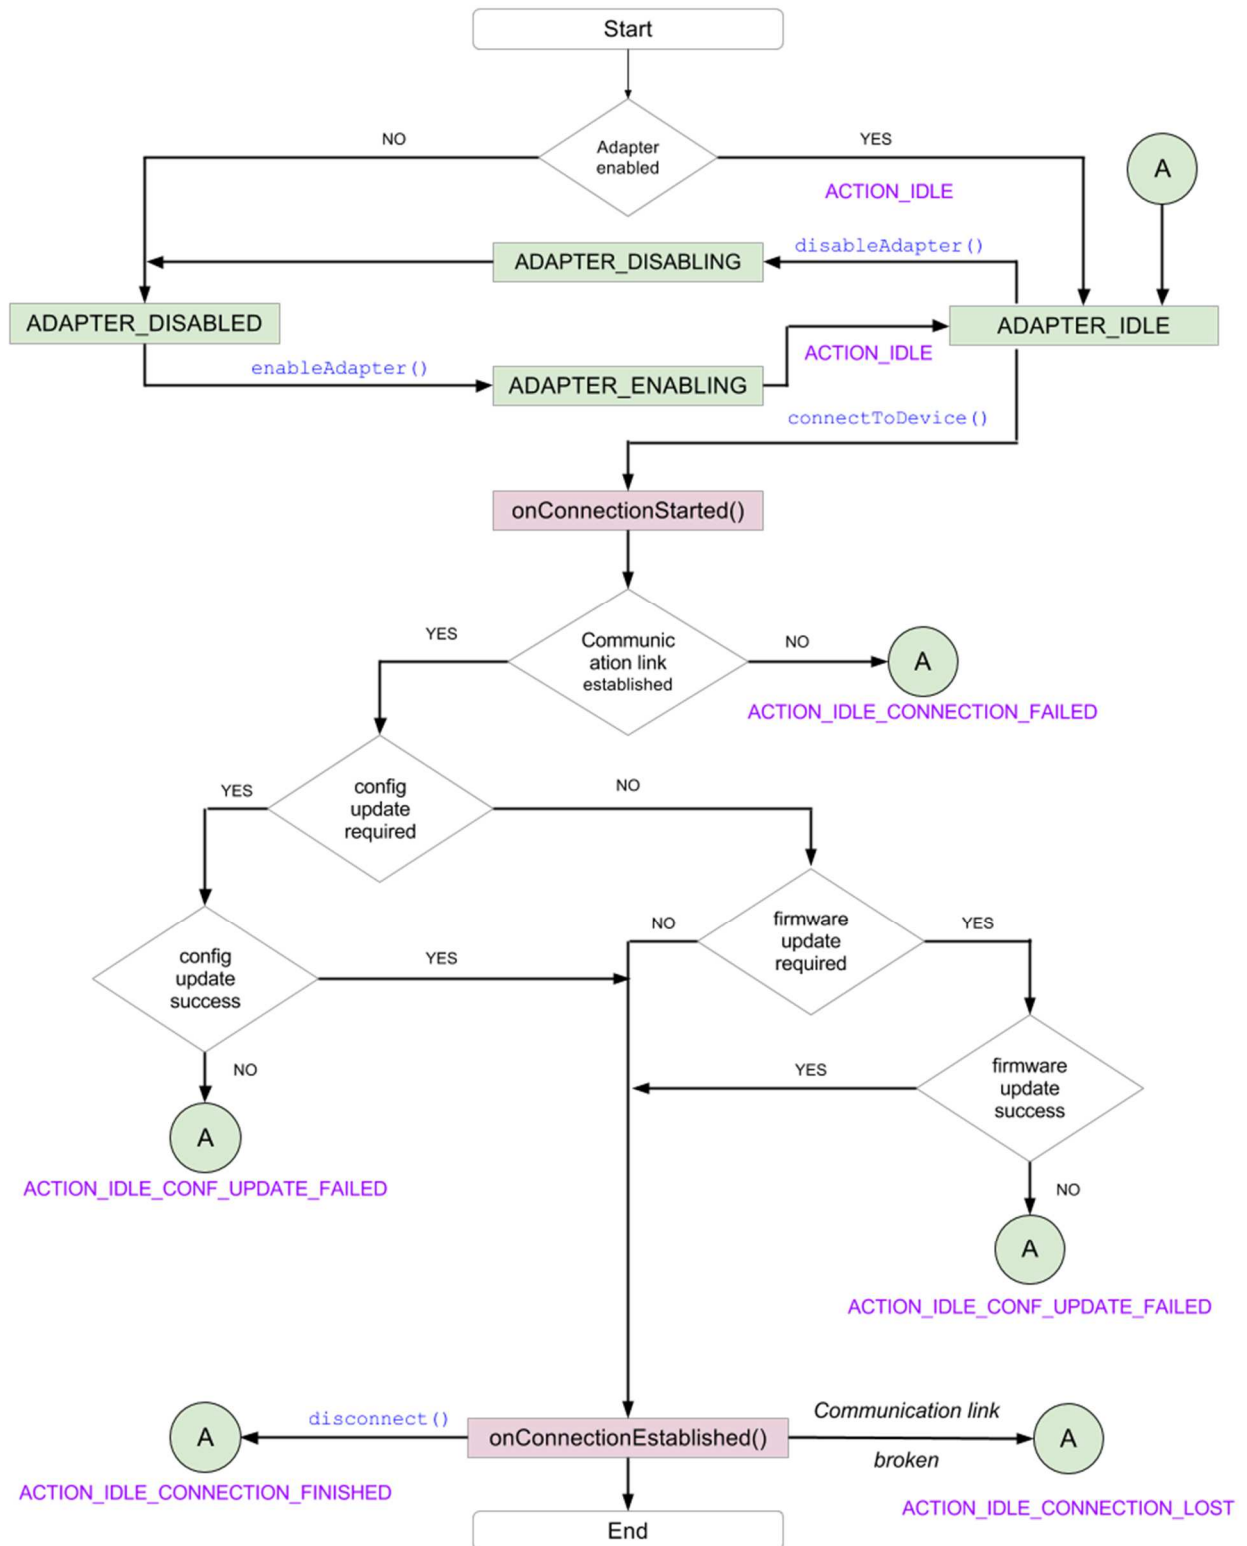 Start
NO
Adapter
enabled
YES
A
ACTION_IDLE
disableAdapter()
ADAPTER_DISABLING
ADAPTER_DISABLED
ADAPTER_IDLE
ACTION_IDLE
enableAdapter()
ADAPTER_ENABLING
connectToDevice()
onConnectionStarted()
YES
Communic
ation link
established
NO
A
ACTION_IDLE_CONNECTION_FAILED
YES
config
update
required
NO
NO
firmware
update
required
YES
config
update
success
YES
NO
YES
firmware
update
success
A
ACTION_IDLE_CONF_UPDATE_FAILED
NO
A
ACTION_IDLE_CONF_UPDATE_FAILED
A
disconnect()
onConnectionEstablished()
Communication link
broken
A
ACTION_IDLE_CONNECTION_FINISHED
ACTION_IDLE_CONNECTION_LOST
End